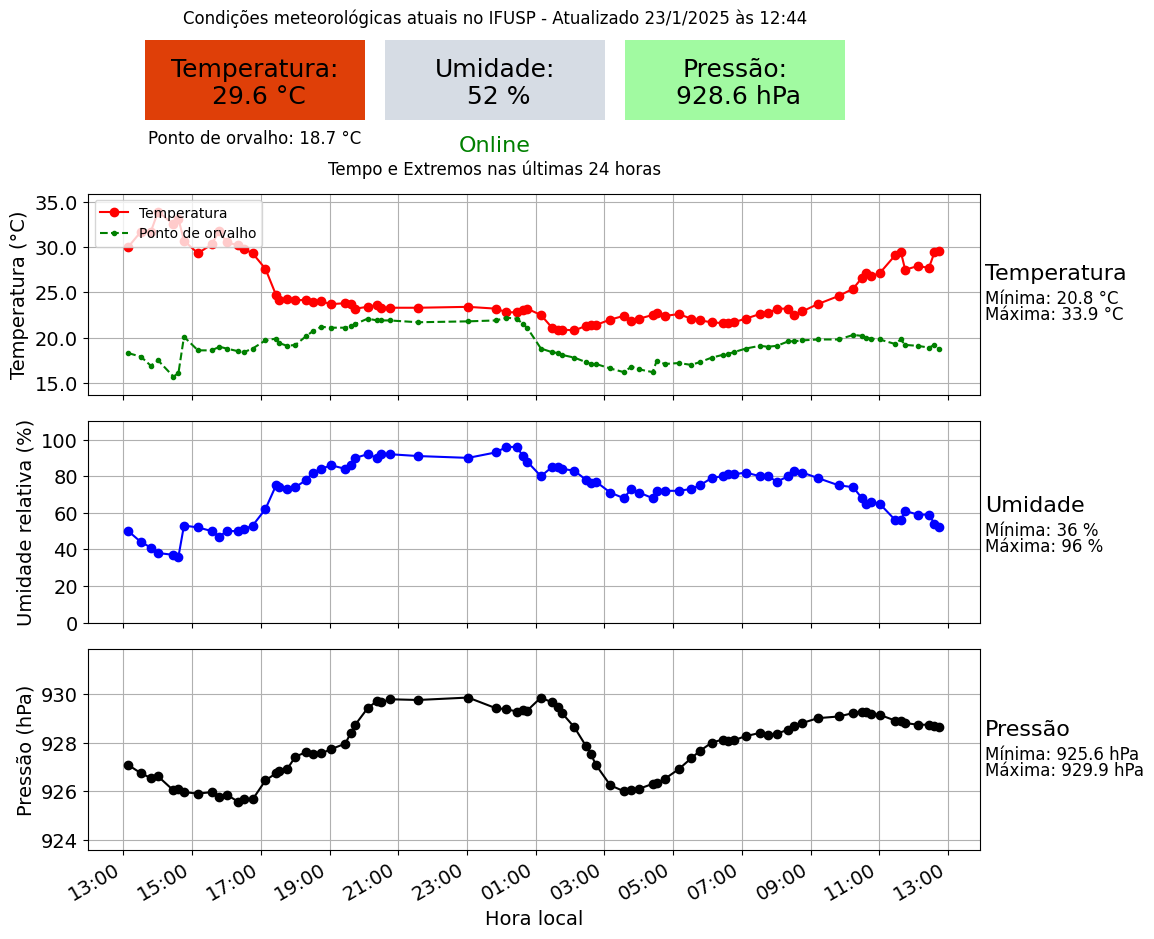 Condições meteorológicas atuais no IFUSP - Atualizado 23/1/2025 às 12:44
Temperatura:
29.6 °C
Umidade:
52 %
Pressão:
928.6 hPa
Ponto de orvalho: 18.7 °C
Online
Tempo e Extremos nas últimas 24 horas
Temperatura (°C)
35.0
30.0
25.0
20.0
15.0
Temperatura
Ponto de orvalho
Temperatura
Mínima: 20.8 °C
Máxima: 33.9 °C
Umidade relativa (%)
100
80
60
40
20
0
Umidade
Mínima: 36 %
Máxima: 96 %
Pressão (hPa)
930
928
926
924
Pressão
Mínima: 925.6 hPa
Máxima: 929.9 hPa
13:00 15:00 17:00 19:00 21:00 23:00 01:00 03:00 05:00 07:00 09:00 11:00 13:00
Hora local